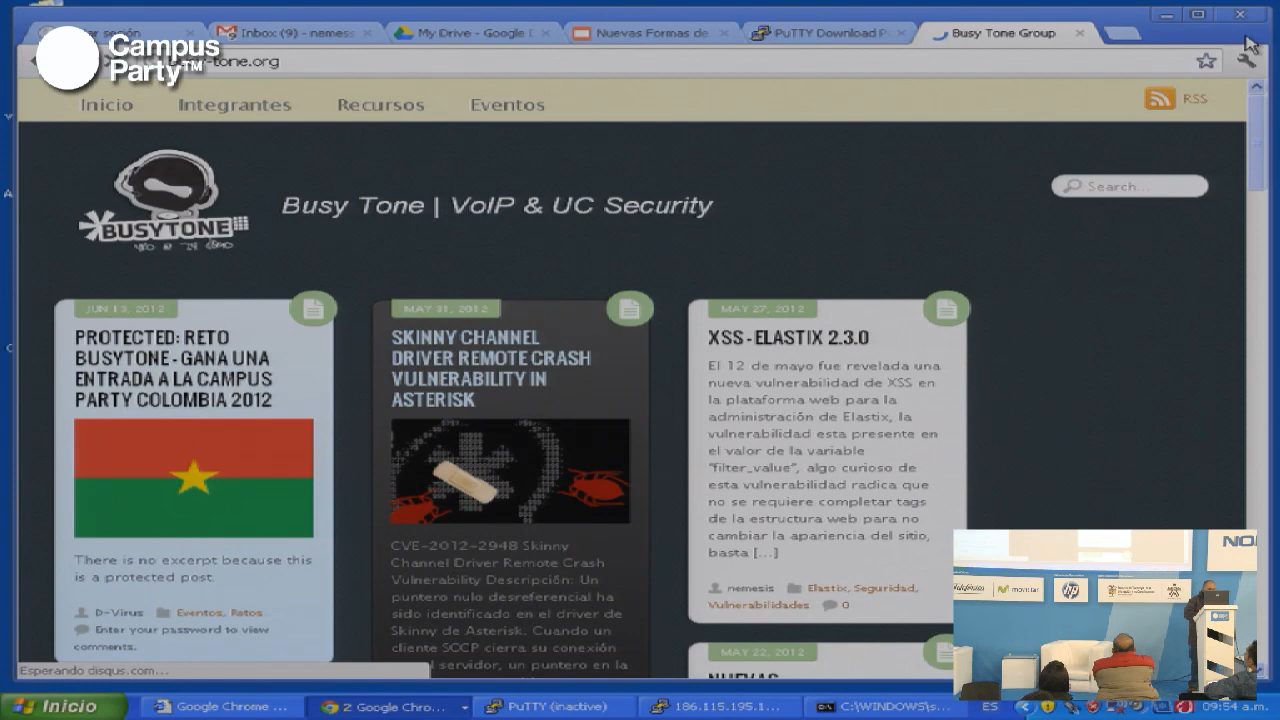 Campus
Party™
Inbox (9) - nemess
My Drive - Google D
Nuevas Formas de
PuTTY Download P
Busy Tone Group
-tone.org
Inicio
Integrantes
Recursos
Eventos
RSS
BUSYTONE
Busy Tone | VoIP & UC Security
Search...
JUN 13, 2012
PROTECTED: RETO
BUSYTONE - GANA UNA
ENTRADA A LA CAMPUS
PARTY COLOMBIA 2012
There is no excerpt because this
is a protected post.
D-Virus
Eventos, Retos
Enter your password to view
comments.
MAY 31, 2012
SKINNY CHANNEL
DRIVER REMOTE CRASH
VULNERABILITY IN
ASTERISK
CVE-2012-2948 Skinny
Channel Driver Remote Crash
Vulnerability Descripción: Un
puntero nulo desreferencial ha
sido identificado en el driver de
Skinny de Asterisk. Cuando un
cliente SCCP cierra su conexión
al servidor, un puntero en la
MAY 27, 2012
XSS - ELASTIX 2.3.0
El 12 de mayo fue revelada una
nueva vulnerabilidad de XSS en
la plataforma web para la
administración de Elastix, la
vulnerabilidad esta presente en
el valor de la variable
"filter_value", algo curioso de
esta vulnerabilidad radica que
no se requiere completar tags
de la estructura web para no
cambiar la apariencia del sitio,
basta [...]
nemesis
Elastix, Seguridad,
Vulnerabilidades
0
MAY 22, 2012
NUEVAS
Telefónica
movistar
hp
Esperando disqus.com...
Inicio
Google Chrome ...
2 Google Chro...
PuTTY (inactive)
186.115.195.1...
C:\WINDOWS\s...
ES
09:54 a.m.